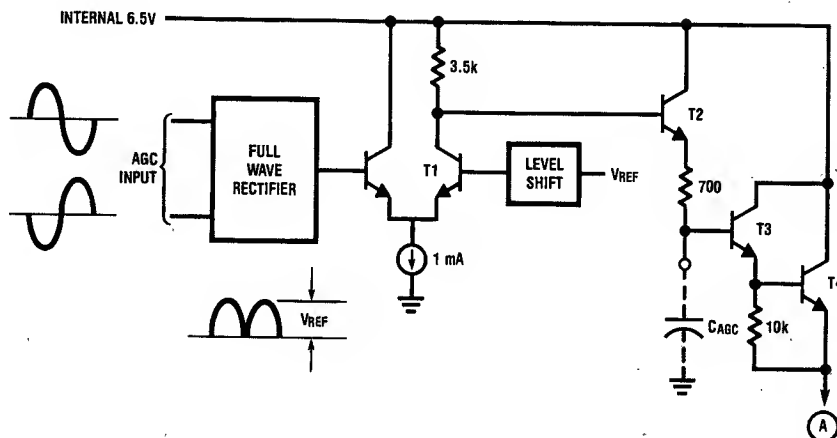 INTERNAL 6.5V
3.5k
T2
AGC
INPUT
FULL
WAVE
RECTIFIER
T1
LEVEL
SHIFT
VREF
700
T3
1 mA
VREF
CAGC
10k
A